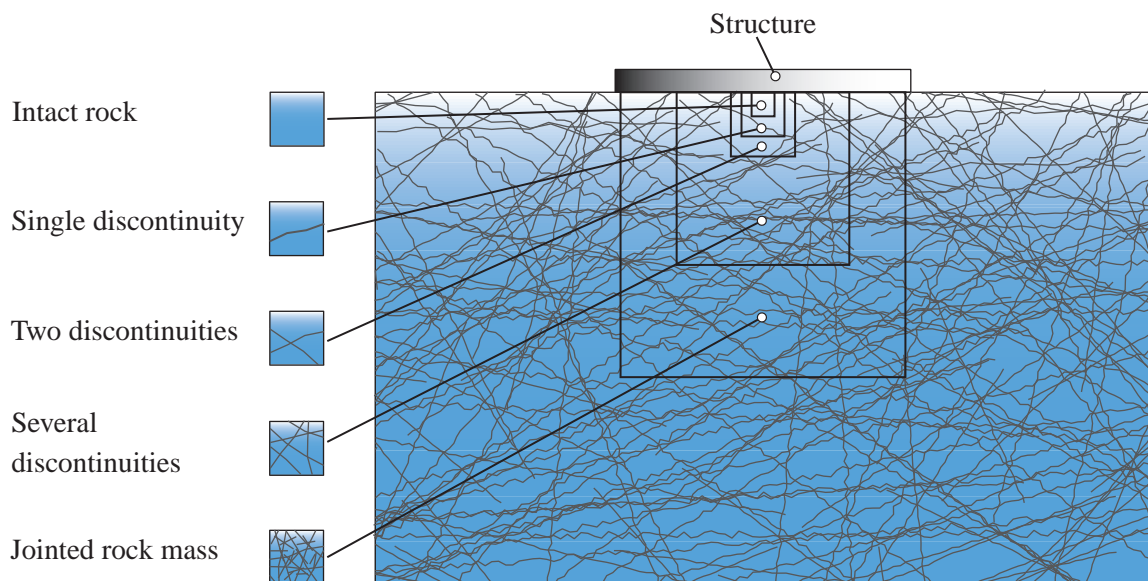 Structure
Intact rock
Single discontinuity
Two discontinuities
Several
discontinuities
Jointed rock mass